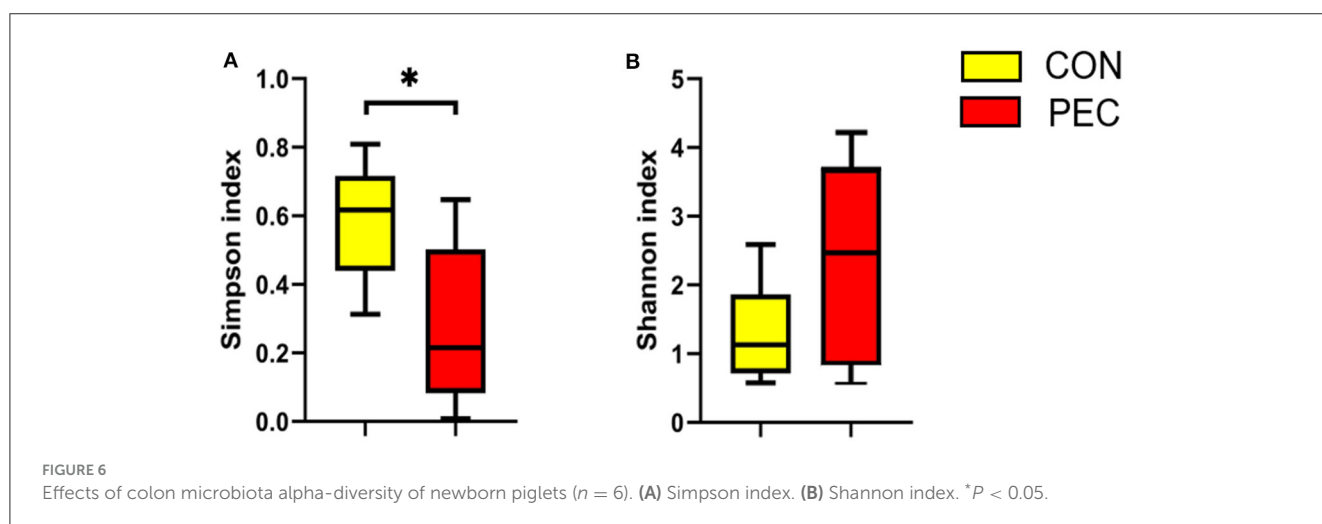 A
B
*
1.0
0.8
0.6
0.4
0.2
0.0
Simpson index
5
4
3
2
1
0
Shannon index
CON
PEC
FIGURE 6
Effects of colon microbiota alpha-diversity of newborn piglets (n = 6). (A) Simpson index. (B) Shannon index. *P < 0.05.